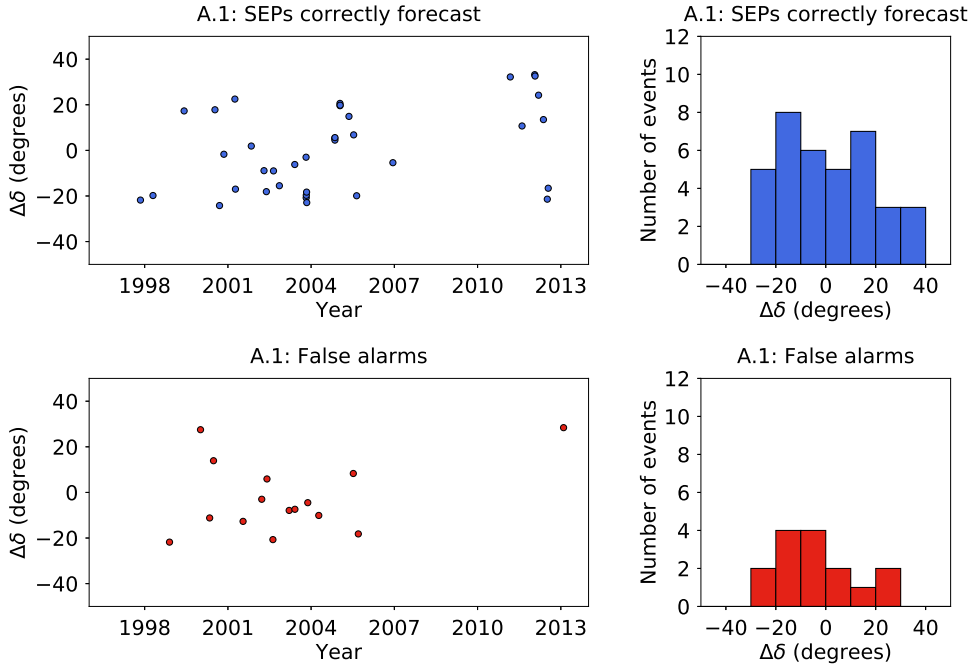 A.1: SEPs correctly forecast
Δδ (degrees)
40
20
0
−20
−40
1998 2001 2004 2007 2010 2013
Year
A.1: SEPs correctly forecast
Number of events
12
10
8
6
4
2
0
−40 −20 0 20 40
Δδ (degrees)
A.1: False alarms
Δδ (degrees)
40
20
0
−20
−40
1998 2001 2004 2007 2010 2013
Year
A.1: False alarms
Number of events
12
10
8
6
4
2
0
−40 −20 0 20 40
Δδ (degrees)